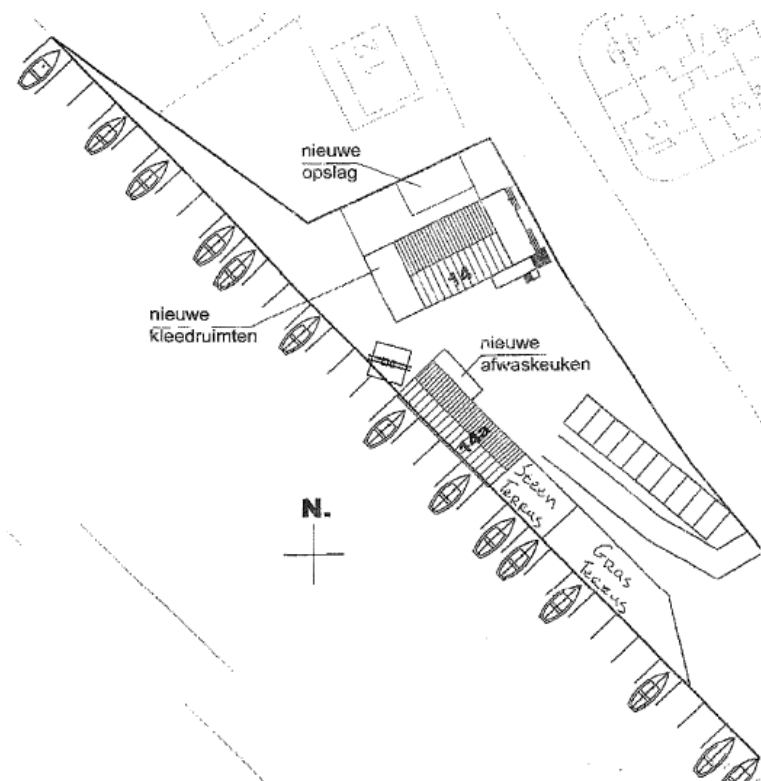 nieuwe
opslag
14
nieuwe
kleedruimten
nieuwe
afwaskeuken
14a
Steen
Terras
N.
Gras
Terras